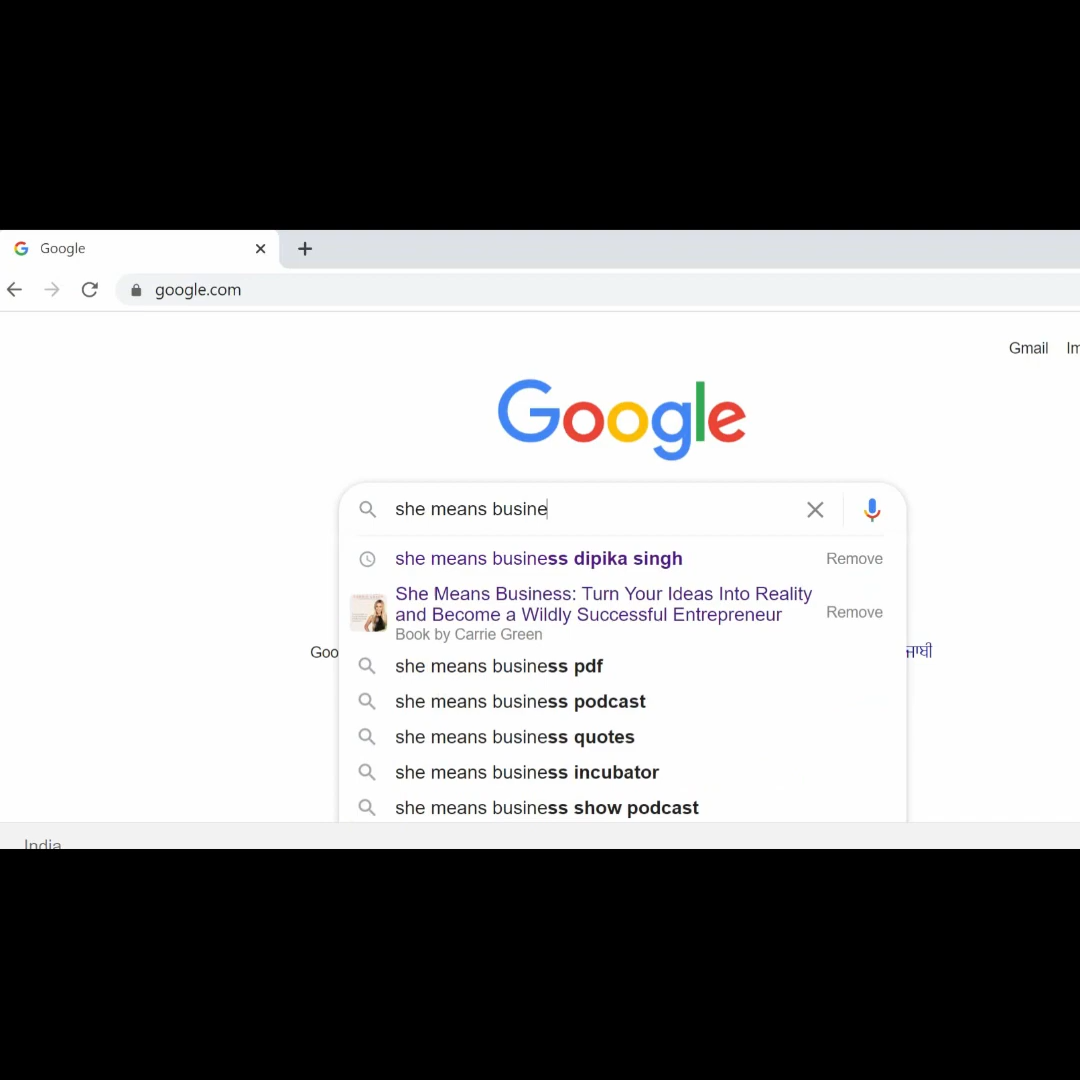 Google
google.com
Gmail
Google
she means busine
she means business dipika singh
Remove
She Means Business: Turn Your Ideas Into Reality
and Become a Wildly Successful Entrepreneur
Remove
Book by Carrie Green
Goo
she means business pdf
she means business podcast
she means business quotes
she means business incubator
she means business show podcast
India